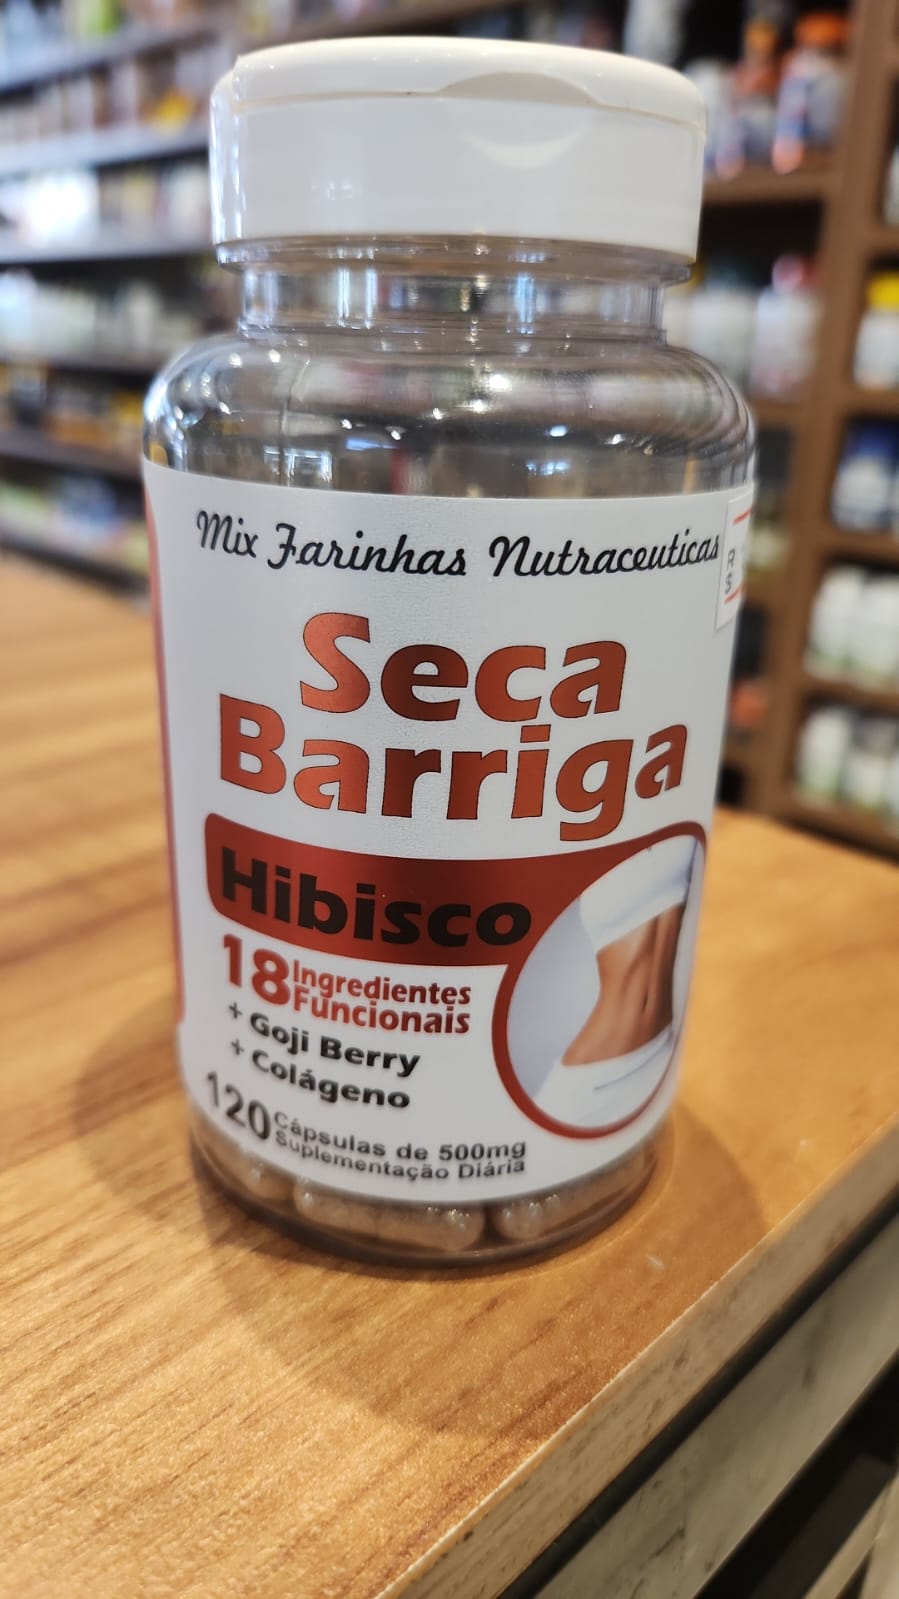 Mix Farinhas Nutraceuticas
Seca
Barriga
Hibisco
18 Ingredientes
Funcionais
+ Goji Berry
+ Colágeno
120 Cápsulas de 500mg
Suplementação Diária
R
S